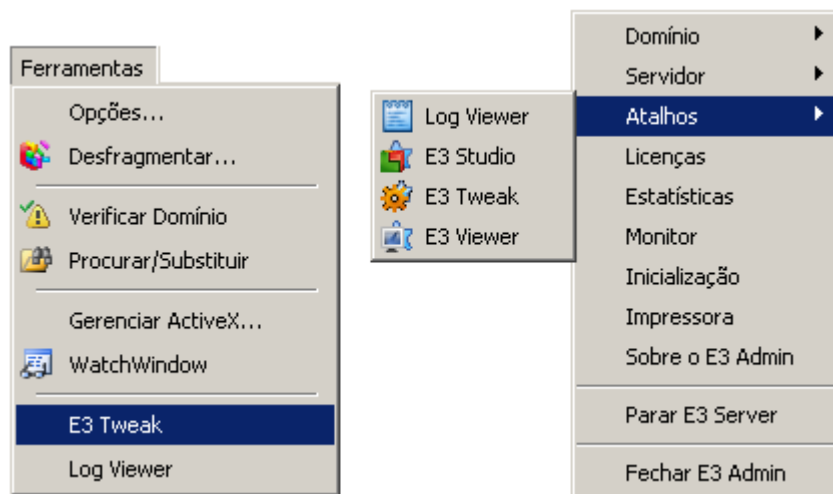 Ferramentas
Opções...
Desfragmentar...
Verificar Domínio
Procurar/Substituir
Gerenciar ActiveX...
WatchWindow
E3 Tweak
Log Viewer
Log Viewer
E3 Studio
E3 Tweak
E3 Viewer
Domínio
Servidor
Atalhos
Licenças
Estatísticas
Monitor
Inicialização
Impressora
Sobre o E3 Admin
Parar E3 Server
Fechar E3 Admin